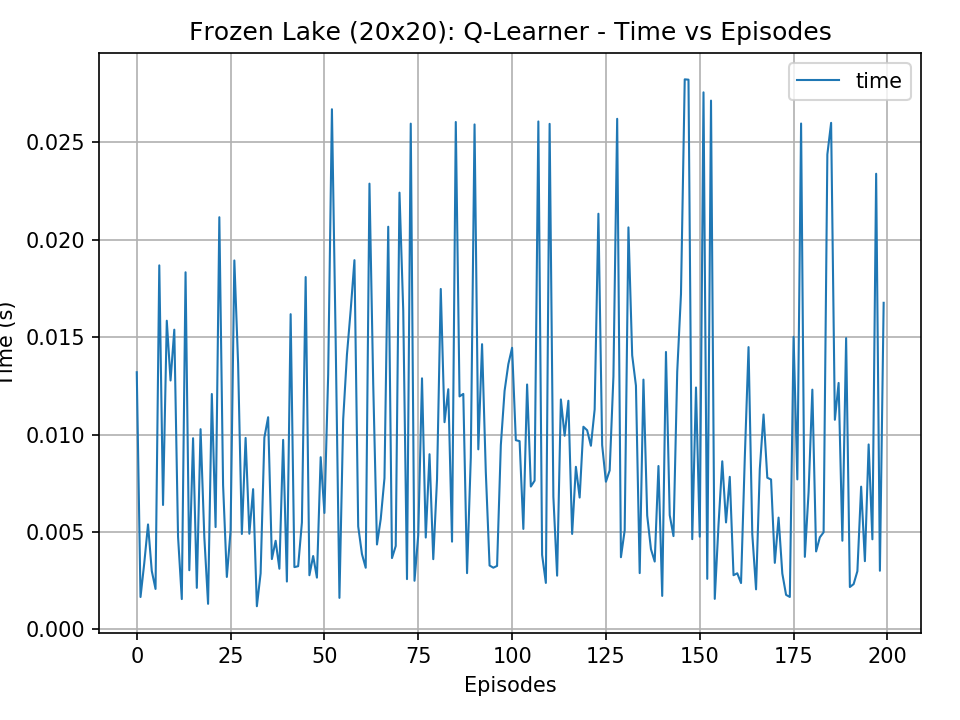 Frozen Lake (20x20): Q-Learner - Time vs Episodes
time
0.025
0.020
0.015
0.010
0.005
0.000
Time (s)
0 25 50 75 100 125 150 175 200
Episodes